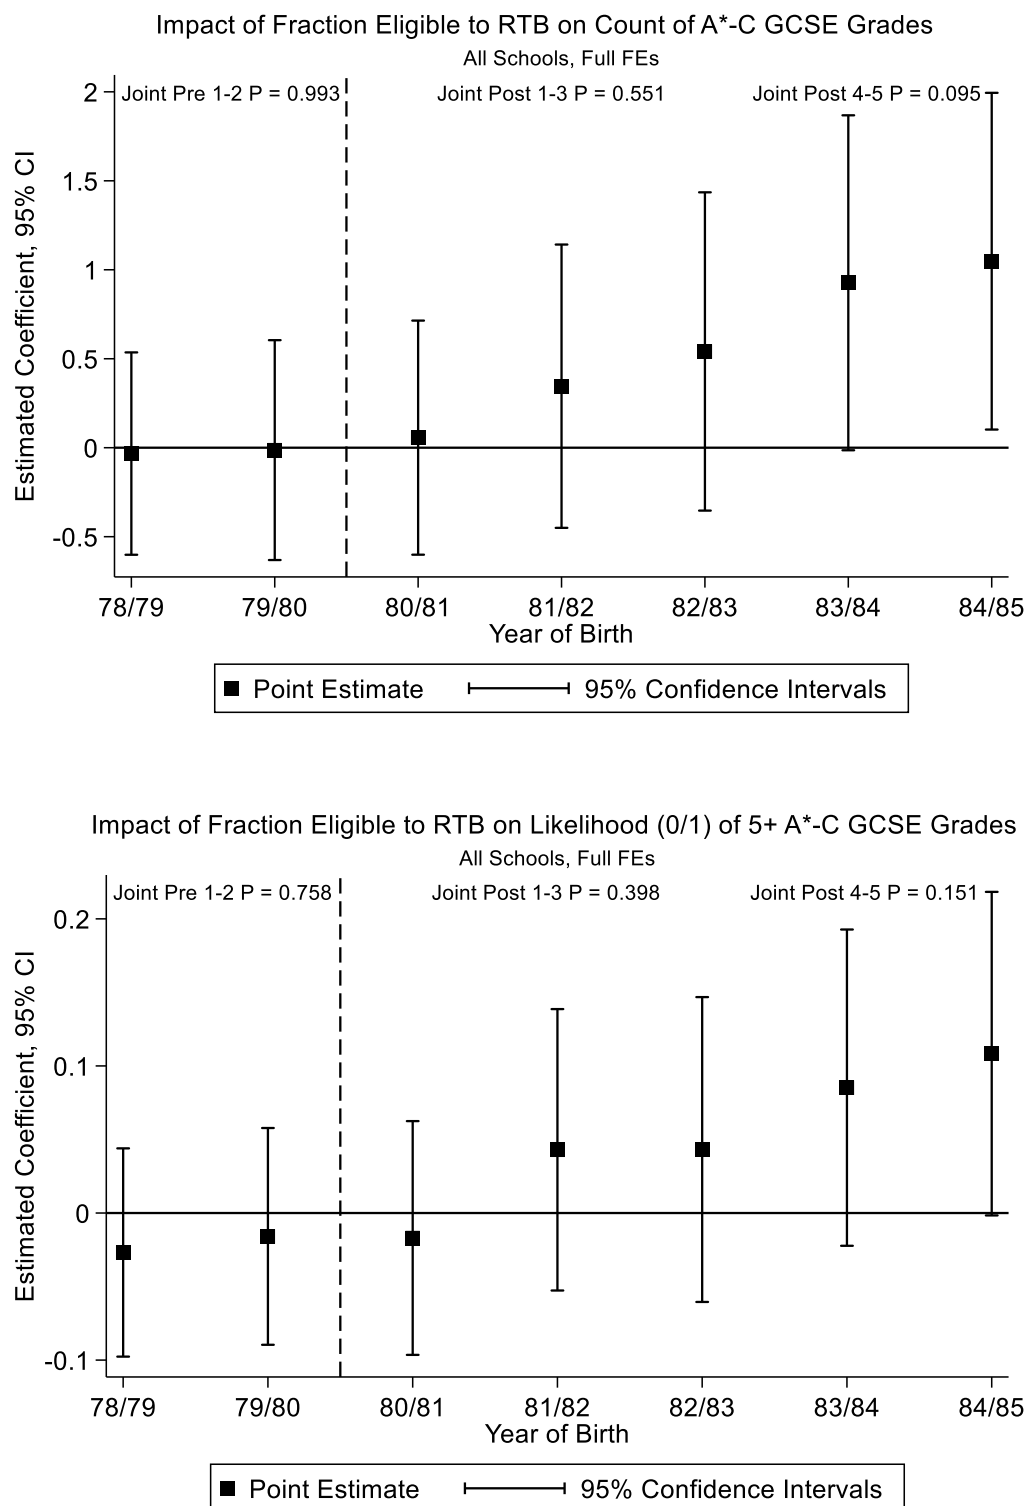 Impact of Fraction Eligible to RTB on Count of A*-C GCSE Grades
All Schools, Full FEs
Joint Pre 1-2 P = 0.993 Joint Post 1-3 P = 0.551 Joint Post 4-5 P = 0.095
Estimated Coefficient, 95% CI
2
1.5
1
0.5
0
-0.5
78/79 79/80 80/81 81/82 82/83 83/84 84/85
Year of Birth
Point Estimate 95% Confidence Intervals
Impact of Fraction Eligible to RTB on Likelihood (0/1) of 5+ A*-C GCSE Grades
All Schools, Full FEs
Joint Pre 1-2 P = 0.758 Joint Post 1-3 P = 0.398 Joint Post 4-5 P = 0.151
Estimated Coefficient, 95% CI
0.2
0.1
0
-0.1
78/79 79/80 80/81 81/82 82/83 83/84 84/85
Year of Birth
Point Estimate 95% Confidence Intervals